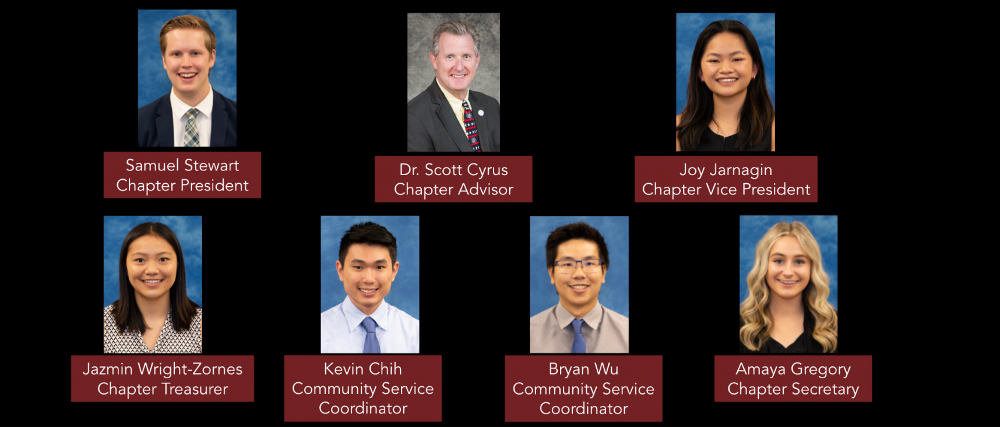 Samuel Stewart
Chapter President
Dr. Scott Cyrus
Chapter Advisor
Joy Jarnagin
Chapter Vice President
Jazmin Wright-Zornes
Chapter Treasurer
Kevin Chih
Community Service
Coordinator
Bryan Wu
Community Service
Coordinator
Amaya Gregory
Chapter Secretary